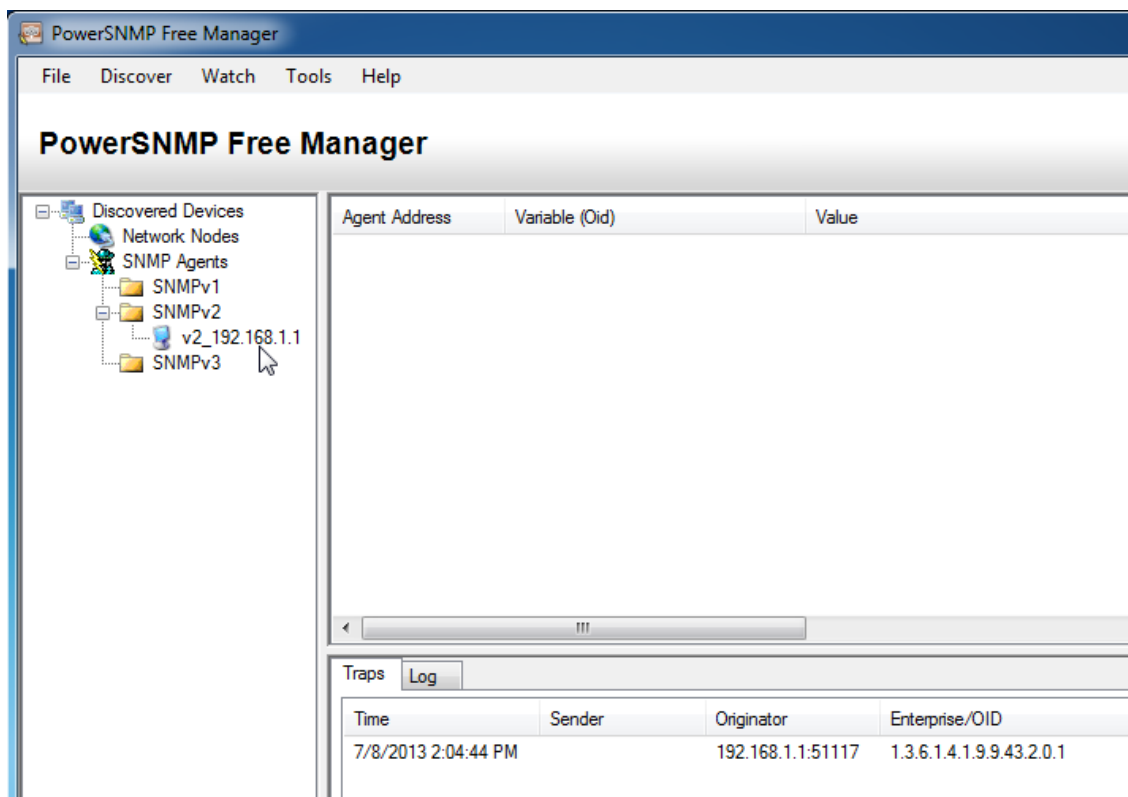 PowerSNMP Free Manager
File Discover Watch Tools Help
PowerSNMP Free Manager
Discovered Devices
Network Nodes
SNMP Agents
SNMPv1
SNMPv2
v2_192.168.1.1
SNMPv3
Agent Address Variable (Oid) Value
Traps Log
Time Sender Originator Enterprise/OID
7/8/2013 2:04:44 PM 192.168.1.1:51117 1.3.6.1.4.1.9.9.43.2.0.1